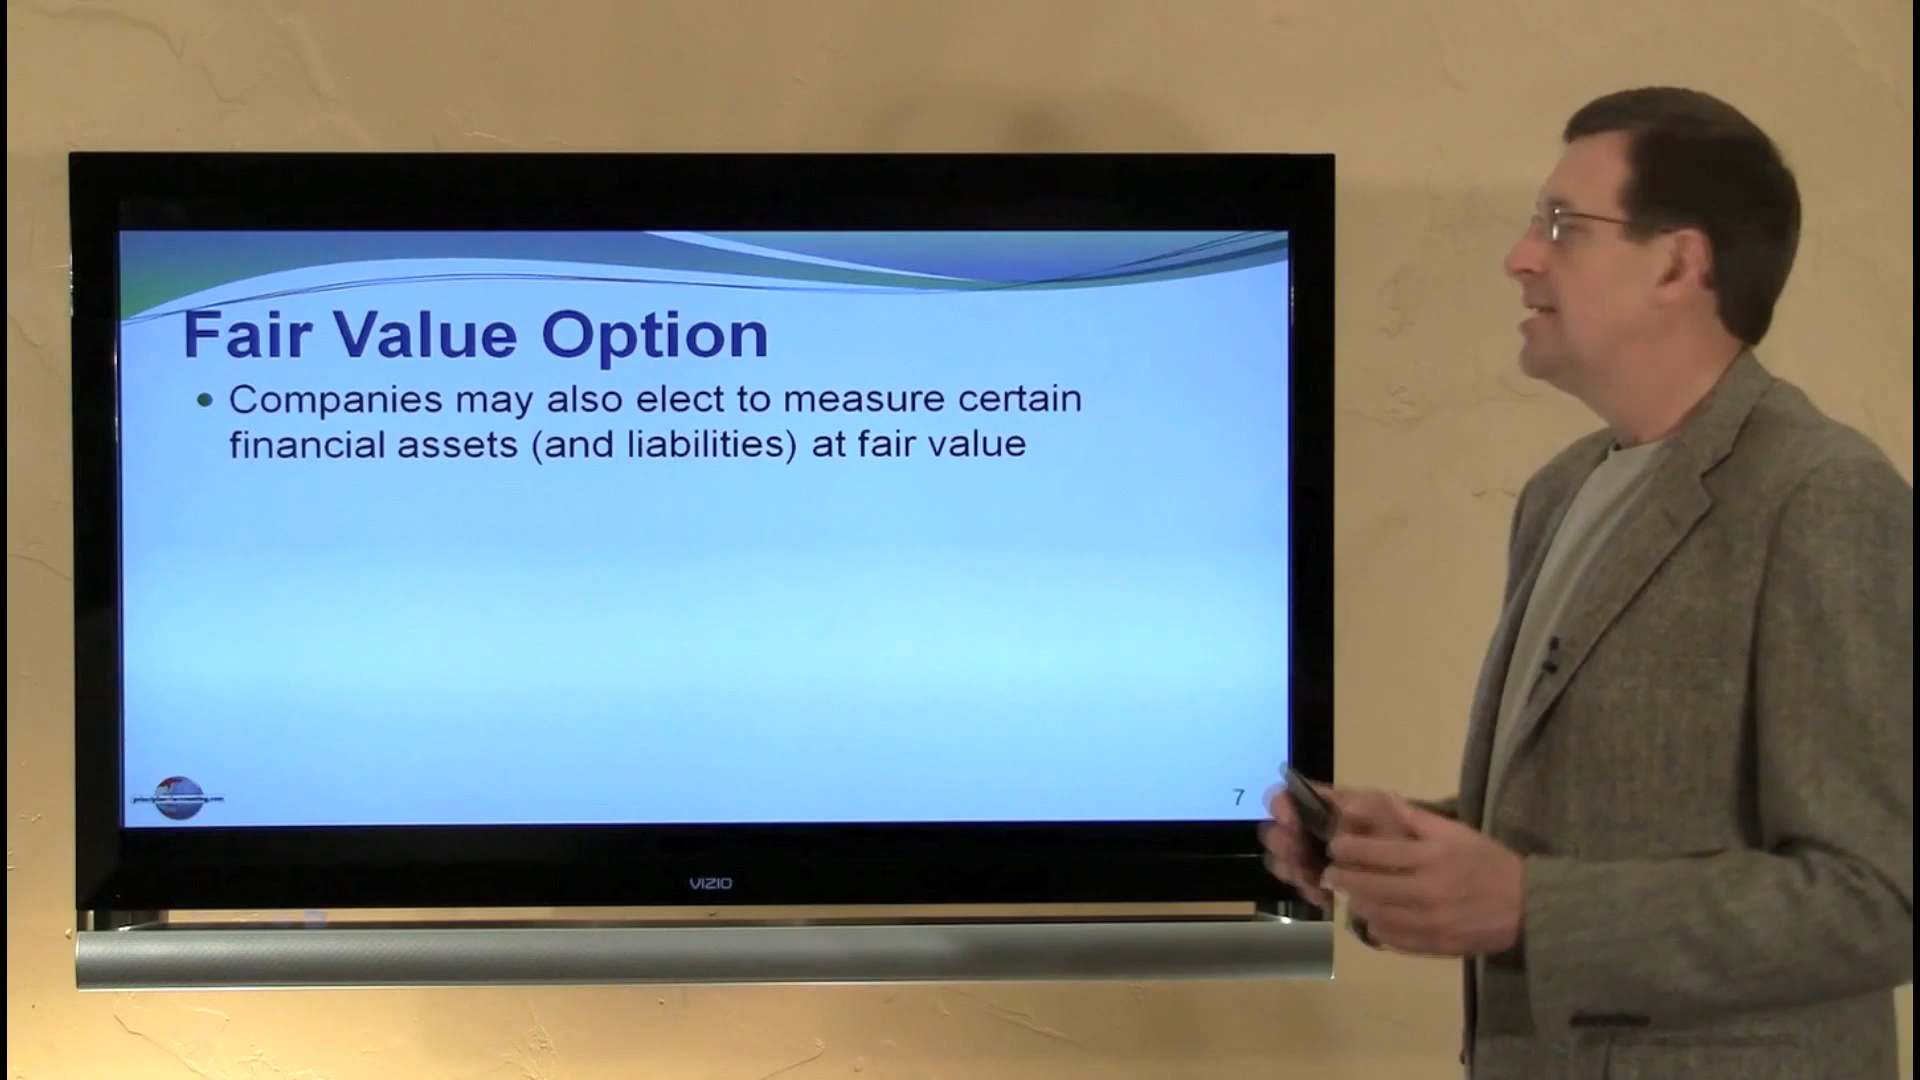 Fair Value Option
• Companies may also elect to measure certain
financial assets (and liabilities) at fair value
7
VIZIO